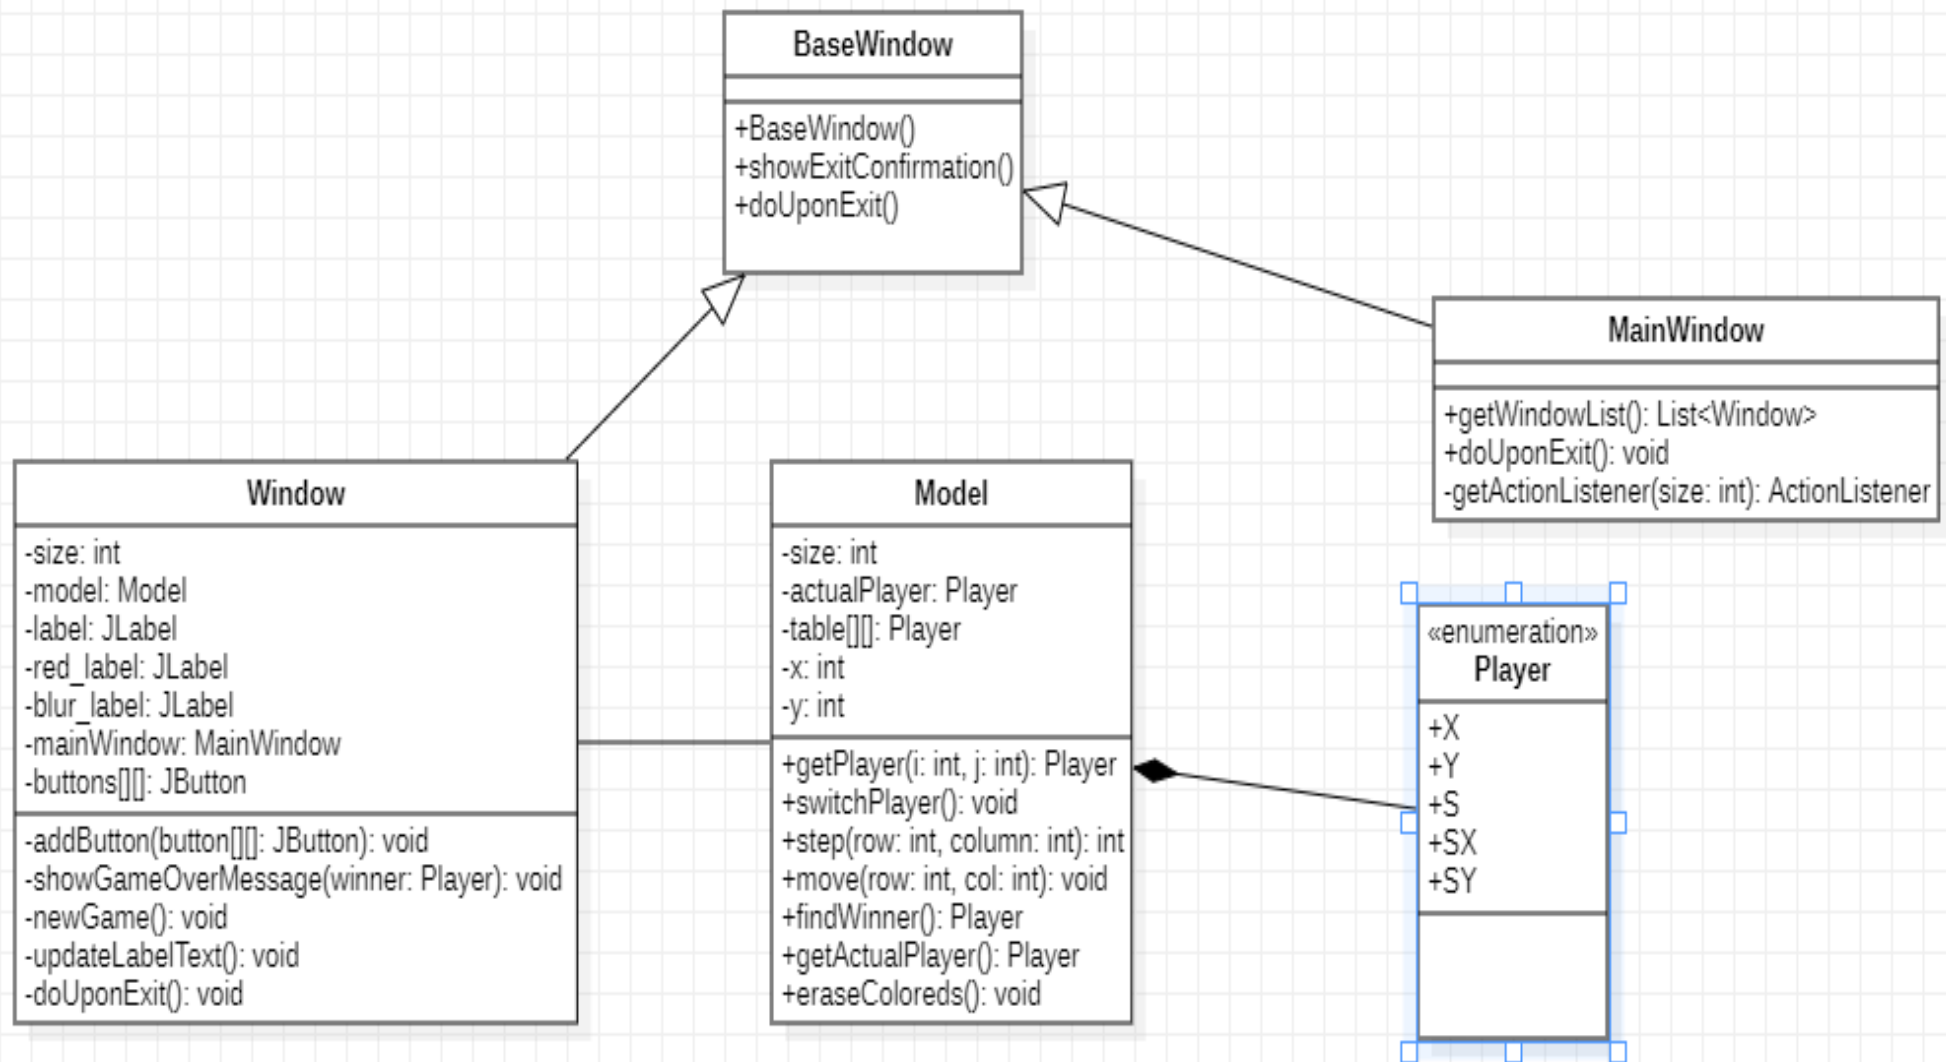 BaseWindow
+BaseWindow()
+showExitConfirmation()
+doUponExit()
MainWindow
+getWindowList(): List<Window>
+doUponExit(): void
-getActionListener(size: int): ActionListener
Window
-size: int
-model: Model
-label: JLabel
-red_label: JLabel
-blur_label: JLabel
-mainWindow: MainWindow
-buttons[][]: JButton
-addButton(button[][]: JButton): void
-showGameOverMessage(winner: Player): void
-newGame(): void
-updateLabelText(): void
-doUponExit(): void
Model
-size: int
-actualPlayer: Player
-table[][]: Player
-x: int
-y: int
+getPlayer(i: int, j: int): Player
+switchPlayer(): void
+step(row: int, column: int): int
+move(row: int, col: int): void
+findWinner(): Player
+getActualPlayer(): Player
+eraseColoreds(): void
«enumeration»
Player
+X
+Y
+S
+SX
+SY